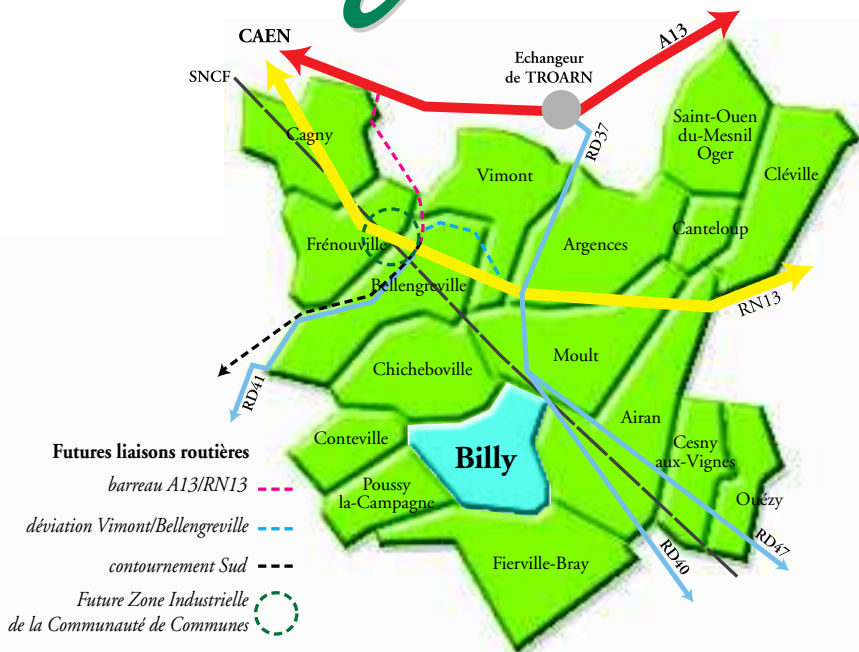 CAEN
A13
Echangeur
de TROARN
SNCF
RD37
Cagny
Saint-Ouen
du-Mesnil
Oger
Vimont
Cléville
Canteloup
Frénouville
Argences
Bellengreville
RN13
Moult
Chicheboville
RD41
Airan
Conteville
Cesny
aux-Vignes
Billy
Poussy
la-Campagne
Ouézy
RD47
RD40
Fierville-Bray
Futures liaisons routières
barreau A13/RN13
déviation Vimont/Bellengreville
contournement Sud
Future Zone Industrielle
de la Communauté de Communes